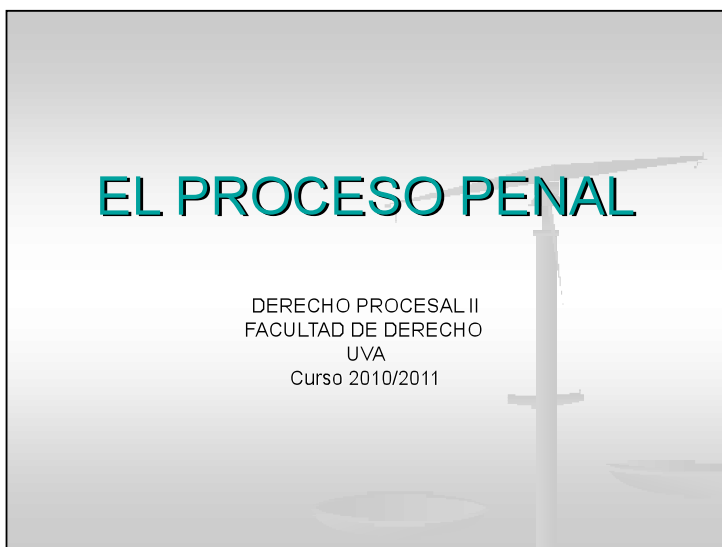 EL PROCESO PENAL
DERECHO PROCESAL II
FACULTAD DE DERECHO
UVA
Curso 2010/2011